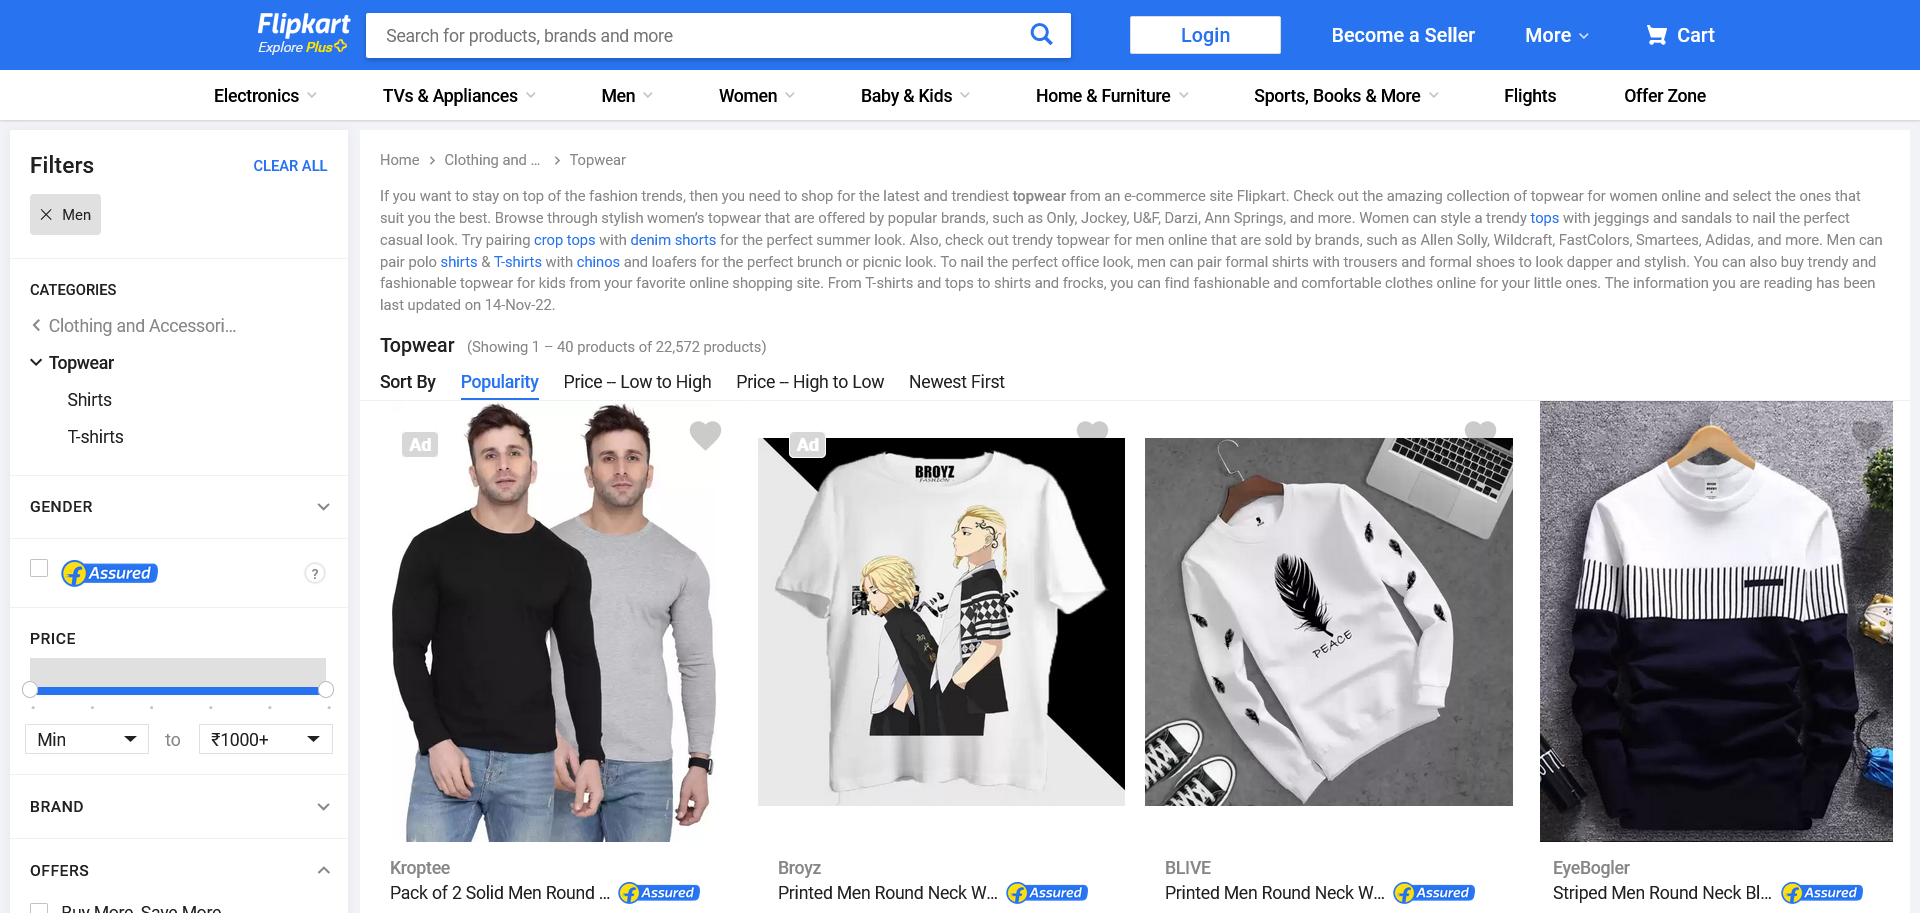 Flipkart
Explore Plus
Search for products, brands and more
Login
Become a Seller
More
Cart
Electronics
TVs & Appliances
Men
Women
Baby & Kids
Home & Furniture
Sports, Books & More
Flights
Offer Zone
Filters
CLEAR ALL
Men
CATEGORIES
Clothing and Accessori...
Topwear
Shirts
T-shirts
GENDER
Assured
?
PRICE
Min
to
₹1000+
BRAND
OFFERS
Buy More, Save More
Home
Clothing and ...
Topwear
If you want to stay on top of the fashion trends, then you need to shop for the latest and trendiest topwear from an e-commerce site Flipkart. Check out the amazing collection of topwear for women online and select the ones that
suit you the best. Browse through stylish women's topwear that are offered by popular brands, such as Only, Jockey, U&F, Darzi, Ann Springs, and more. Women can style a trendy tops with jeggings and sandals to nail the perfect
casual look. Try pairing crop tops with denim shorts for the perfect summer look. Also, check out trendy topwear for men online that are sold by brands, such as Allen Solly, Wildcraft, FastColors, Smartees, Adidas, and more. Men can
pair polo shirts & T-shirts with chinos and loafers for the perfect brunch or picnic look. To nail the perfect office look, men can pair formal shirts with trousers and formal shoes to look dapper and stylish. You can also buy trendy and
fashionable topwear for kids from your favorite online shopping site. From T-shirts and tops to shirts and frocks, you can find fashionable and comfortable clothes online for your little ones. The information you are reading has been
last updated on 14-Nov-22.
Topwear (Showing 1 – 40 products of 22,572 products)
Sort By
Popularity
Price -- Low to High
Price -- High to Low
Newest First
Ad
Ad
BROYZ
FASHION
PEACE
Kroptee
Pack of 2 Solid Men Round ...
Assured
Broyz
Printed Men Round Neck W...
Assured
BLIVE
Printed Men Round Neck W...
Assured
EyeBogler
Striped Men Round Neck Bl...
Assured